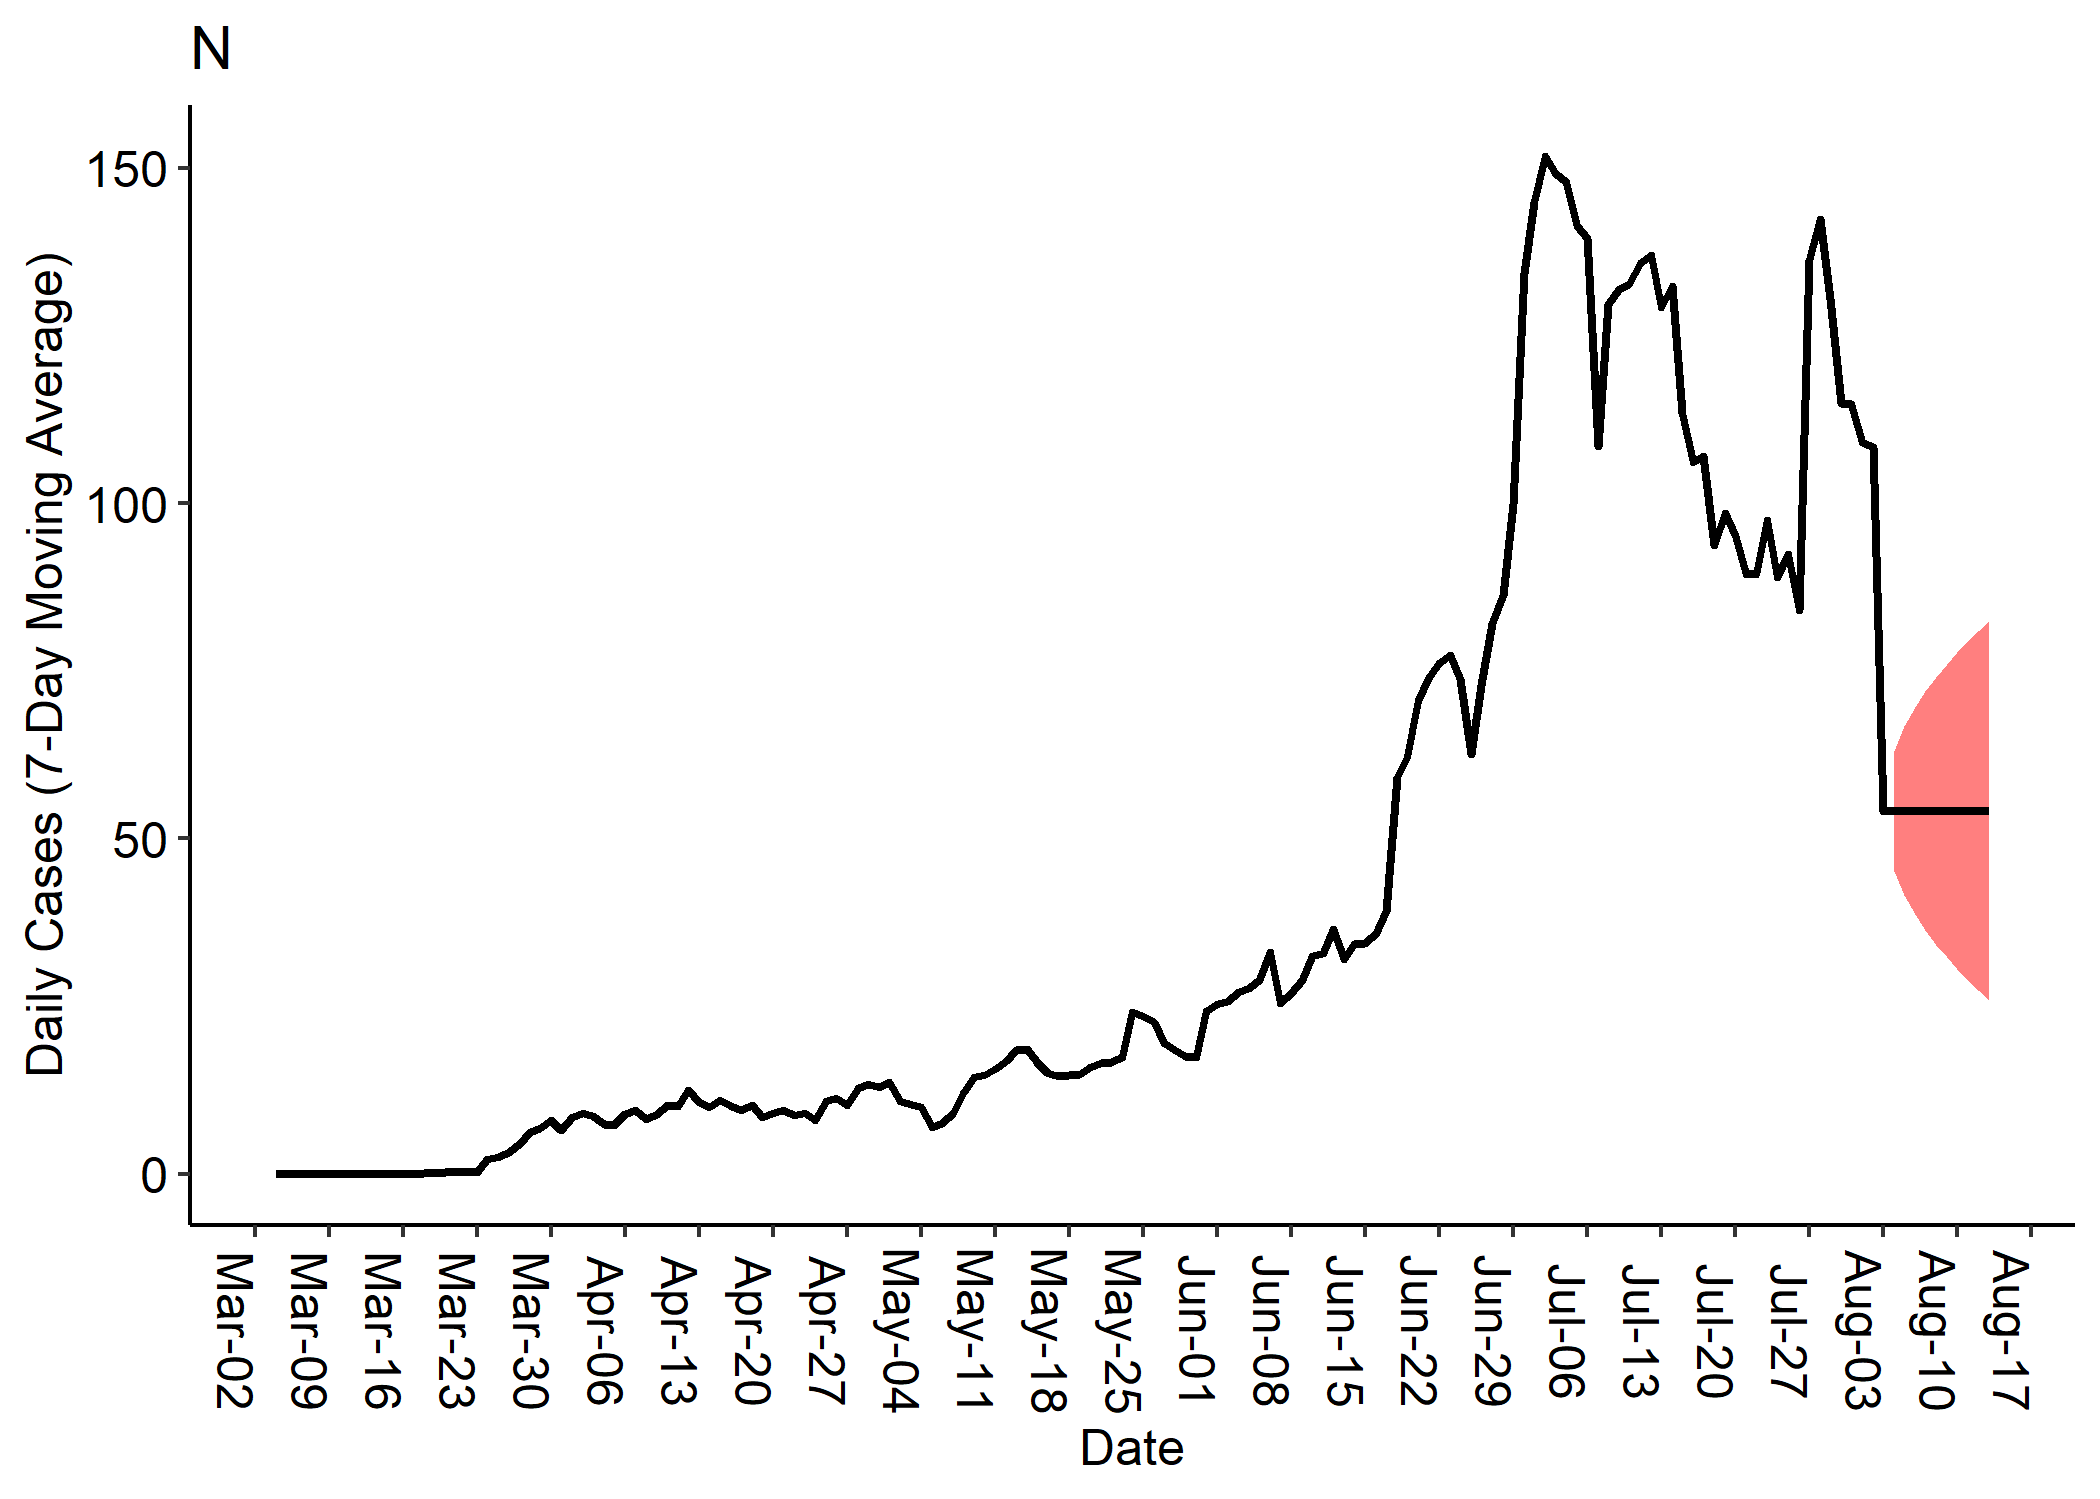 N
Daily Cases (7-Day Moving Average)
150
100
50
0
Mar-02
Mar-09
Mar-16
Mar-23
Mar-30
Apr-06
Apr-13
Apr-20
Apr-27
May-04
May-11
May-18
May-25
Jun-01
Jun-08
Jun-15
Jun-22
Jun-29
Jul-06
Jul-13
Jul-20
Jul-27
Aug-03
Aug-10
Aug-17
Date